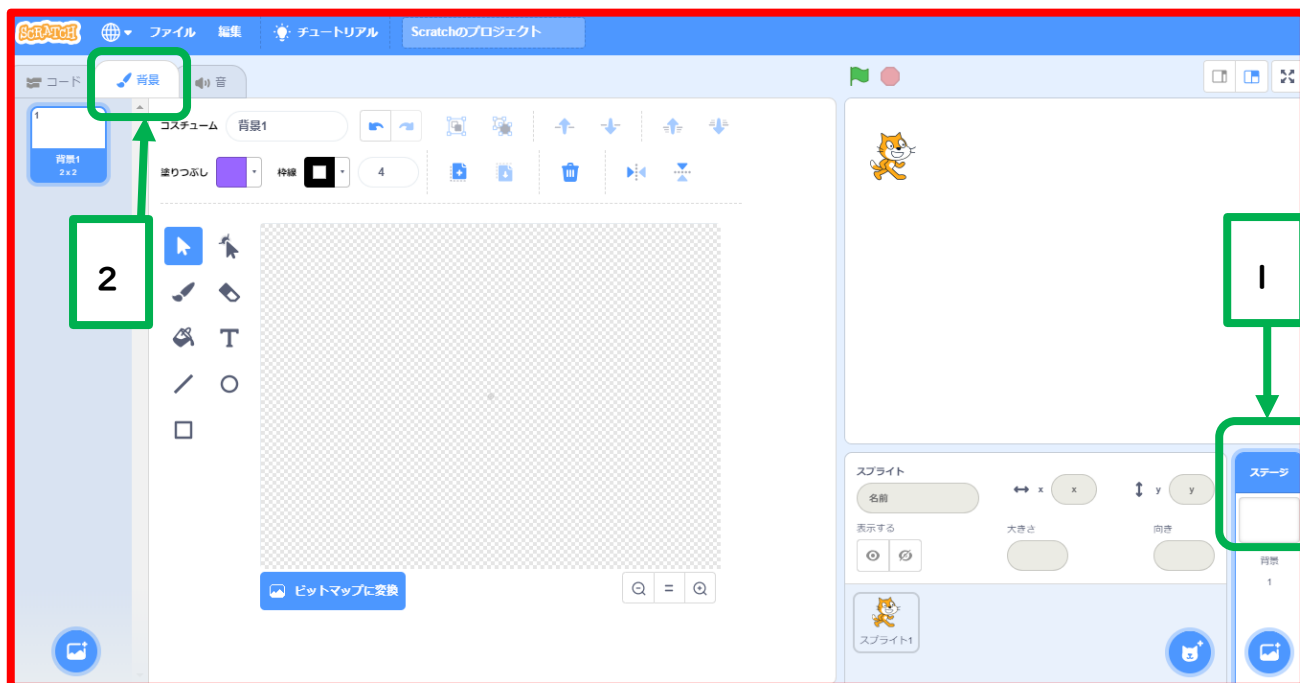 SCRATCH ファイル 編集 チュートリアル Scratchのプロジェクト
コード 背景 音
1
背景1
2 x 2
コスチューム 背景1
塗りつぶし 枠線 4
2
1
ビットマップに変換
スプライト
名前
x x y y
表示する 大きさ 向き
スプライト1
ステージ
背景
1